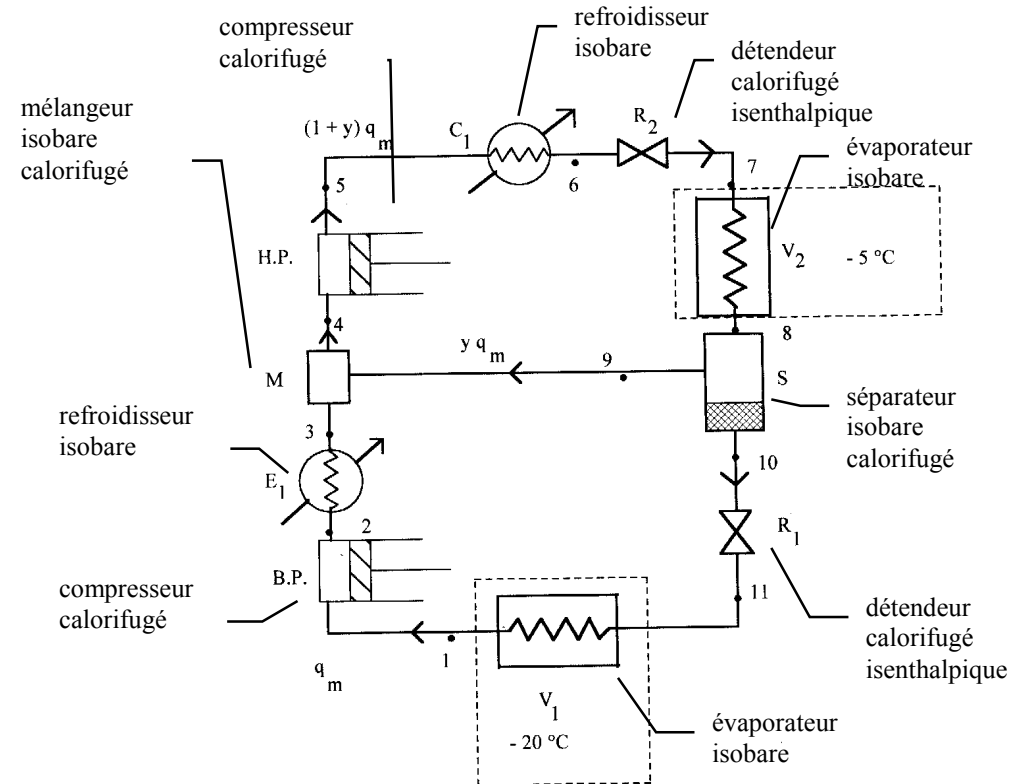 refroidisseur
isobare
compresseur
calorifugé
détendeur
calorifugé
isenthalpique
mélangeur
isobare
calorifugé
(1 + y) q m
C 1
R 2
évaporateur
isobare
5
6
7
H.P.
V 2
- 5 °C
4
8
y q m
9
M
S
séparateur
isobare
calorifugé
refroidisseur
isobare
3
10
E 1
2
R 1
B.P.
compresseur
calorifugé
11
détendeur
calorifugé
isenthalpique
1
q m
V 1
- 20 °C
évaporateur
isobare